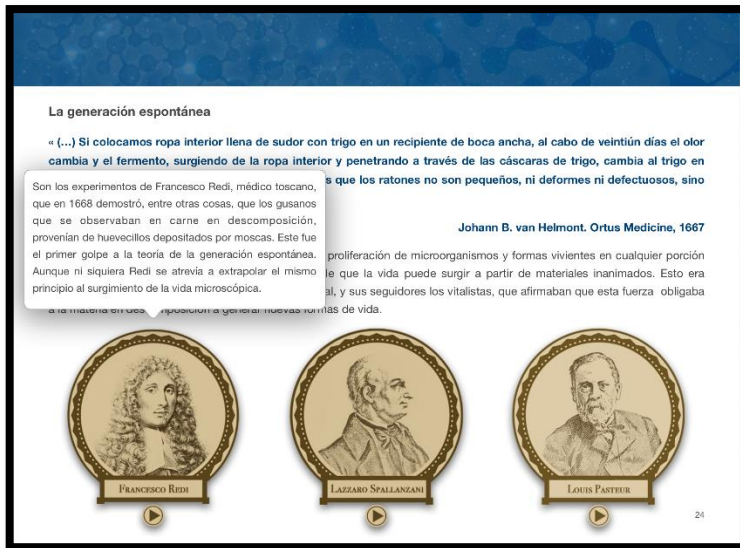 La generación espontánea
« (...) Si colocamos ropa interior llena de sudor con trigo en un recipiente de boca ancha, al cabo de veintiún días el olor
cambia y el fermento, surgiendo de la ropa interior y penetrando a través de las cáscaras de trigo, cambia al trigo en
que los ratones no son pequeños, ni deformes ni defectuosos, sino
Son los experimentos de Francesco Redi, médico toscano,
que en 1668 demostró, entre otras cosas, que los gusanos
que se observaban en carne en descomposición,
provenían de huevecillos depositados por moscas. Este fue
el primer golpe a la teoría de la generación espontánea.
Aunque ni siquiera Redi se atrevía a extrapolar el mismo
principio al surgimiento de la vida microscópica.
Johann B. van Helmont. Ortus Medicine, 1667
proliferación de microorganismos y formas vivientes en cualquier porción
que la vida puede surgir a partir de materiales inanimados. Esto era
y sus seguidores los vitalistas, que afirmaban que esta fuerza obligaba
a la materia en a generar nuevas formas de vida.
FRANCESCO REDI
LAZZARO SPALLANZANI
LOUIS PASTEUR
24